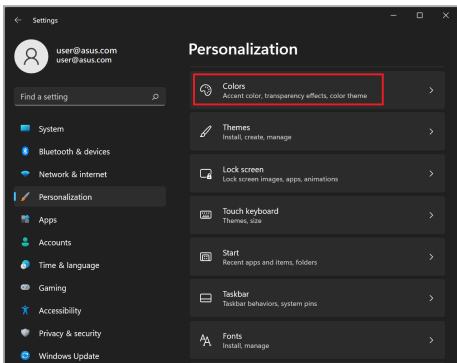 Settings
user@asus.com
user@asus.com
Find a setting
System
Bluetooth & devices
Network & internet
Personalization
Apps
Accounts
Time & language
Gaming
Accessibility
Privacy & security
Windows Update
Personalization
Colors
Accent color, transparency effects, color theme
Themes
Install, create, manage
Lock screen
Lock screen images, apps, animations
Touch keyboard
Themes, size
Start
Recent apps and items, folders
Taskbar
Taskbar behaviors, system pins
Fonts
Install, manage